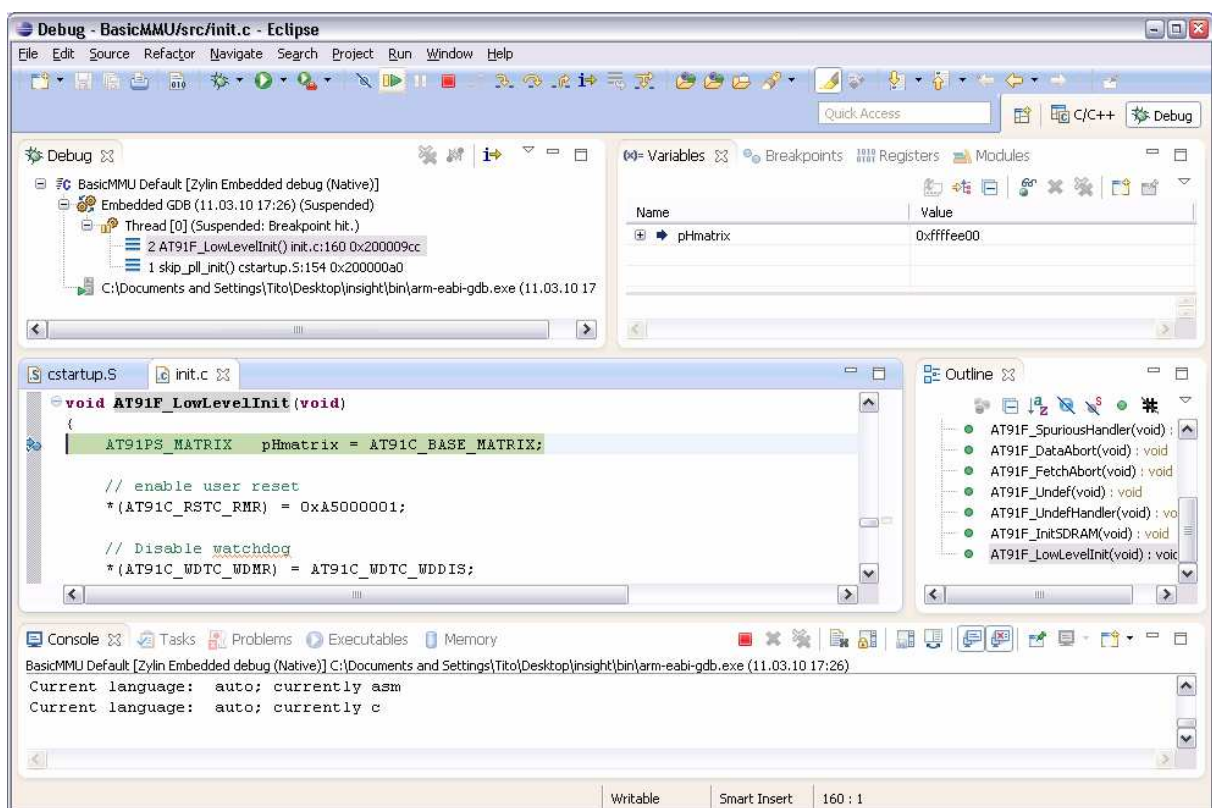 Debug - BasicMMU/src/init.c - Eclipse
File Edit Source Refactor Navigate Search Project Run Window Help
Quick Access
C/C++
Debug
Debug
BasicMMU Default [Zylin Embedded debug (Native)]
Embedded GDB (11.03.10 17:26) (Suspended)
Thread [0] (Suspended: Breakpoint hit.)
2 AT91F_LowLevelInit() init.c:160 0x200009cc
1 skip_pll_init() cstartup.S:154 0x200000a0
C:\Documents and Settings\Tito\Desktop\insight\bin\arm-eabi-gdb.exe (11.03.10 17
(x)= Variables Breakpoints Registers Modules
Name Value
pHmatrix 0xffffee00
cstartup.S init.c
void AT91F_LowLevelInit(void)
{
AT91PS_MATRIX pHmatrix = AT91C_BASE_MATRIX;
// enable user reset
*(AT91C_RSTC_RMR) = 0xA5000001;
// Disable watchdog
*(AT91C_WDTC_WDMR) = AT91C_WDTC_WDDIS;
Outline
AT91F_SpuriousHandler(void) :
AT91F_DataAbort(void) : void
AT91F_FetchAbort(void) : void
AT91F_Undef(void) : void
AT91F_UndefHandler(void) : vo
AT91F_InitSDRAM(void) : void
AT91F_LowLevelInit(void) : voic
Console Tasks Problems Executables Memory
BasicMMU Default [Zylin Embedded debug (Native)] C:\Documents and Settings\Tito\Desktop\insight\bin\arm-eabi-gdb.exe (11.03.10 17:26)
Current language: auto; currently asm
Current language: auto; currently c
Writable Smart Insert 160 : 1